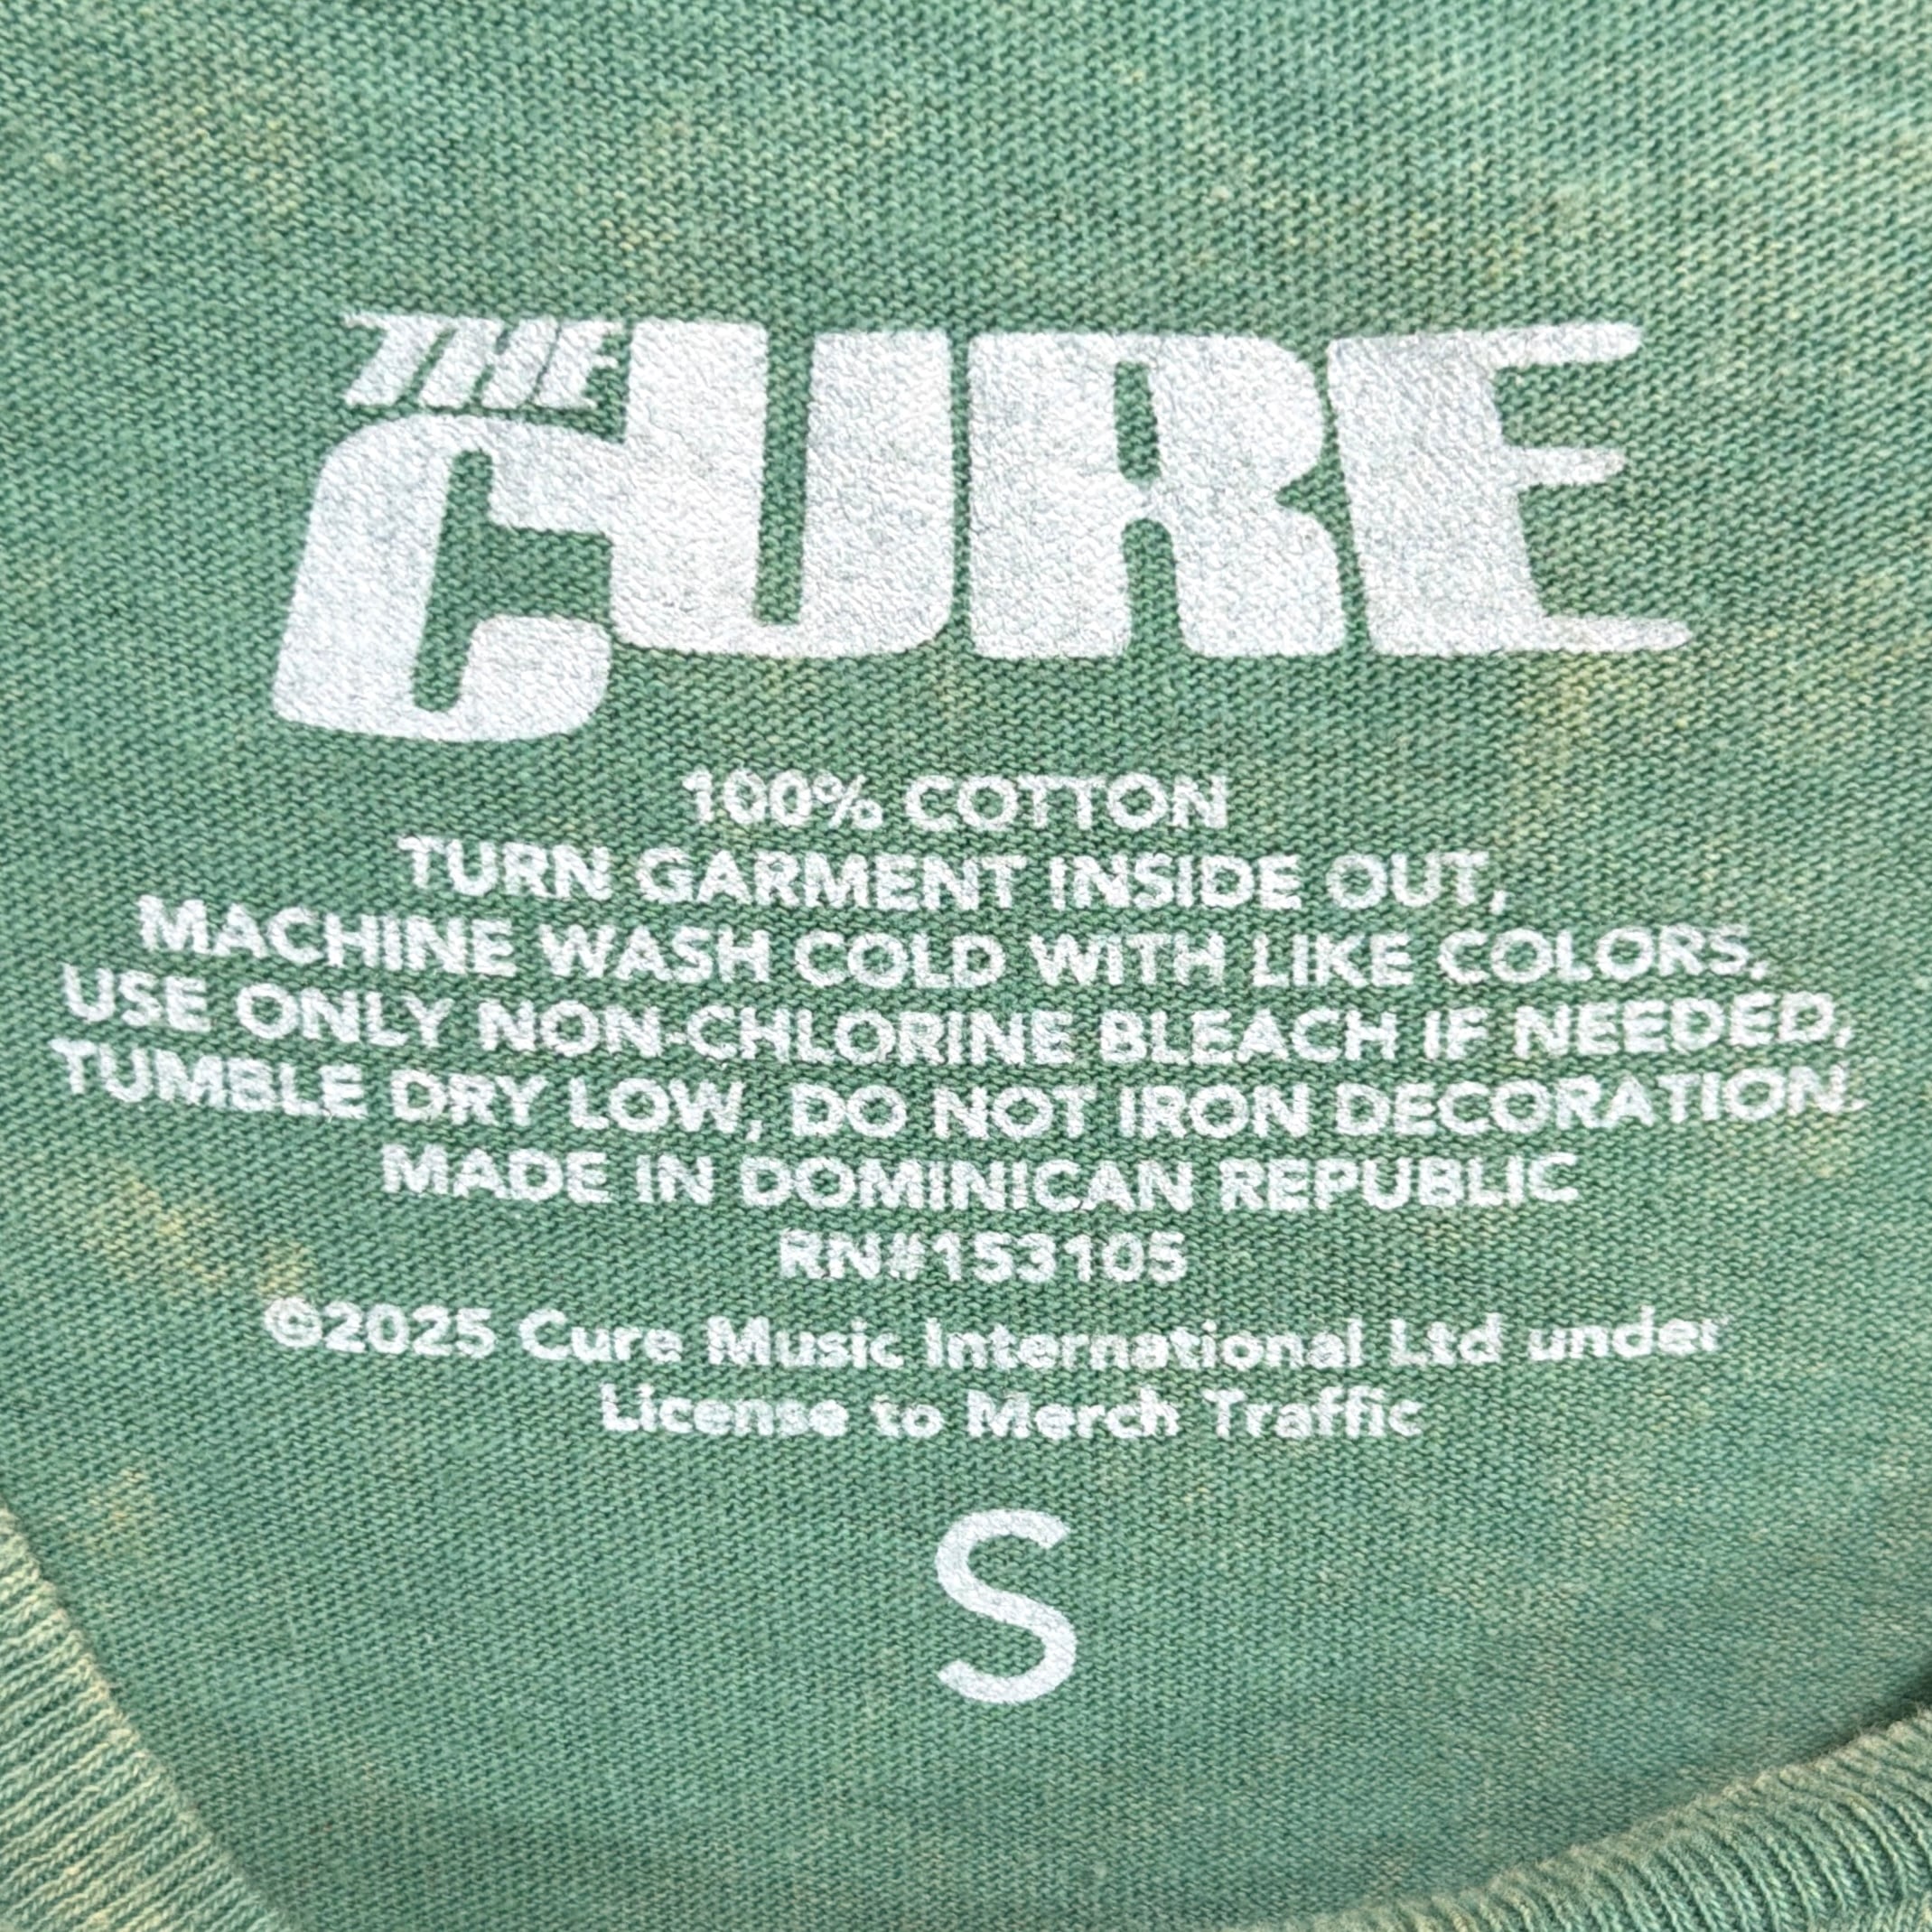 THE CURE
100% COTTON
TURN GARMENT INSIDE OUT,
MACHINE WASH COLD WITH LIKE COLORS,
USE ONLY NON-CHLORINE BLEACH IF NEEDED,
TUMBLE DRY LOW, DO NOT IRON DECORATION.
MADE IN DOMINICAN REPUBLIC
RN#153105
©2025 Cure Music International Ltd under
License to Merch Traffic
S